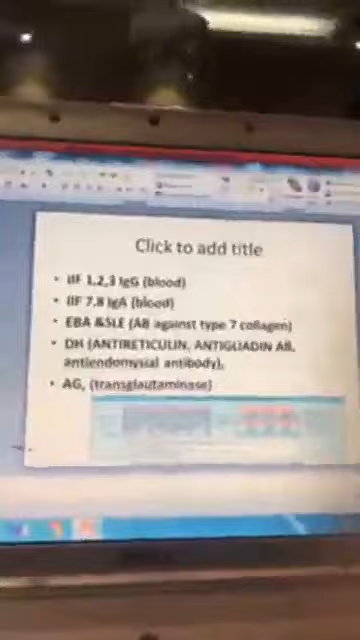 Click to add title
• IIF 1,2,3 IgG (blood)
• IIF 7,8 IgA (blood)
• EBA &SLE (AB against type 7 collagen)
• DH (ANTIRETICULIN, ANTIGLIADIN AB,
antiendomysial antibody),
• AG, (transglautaminase)